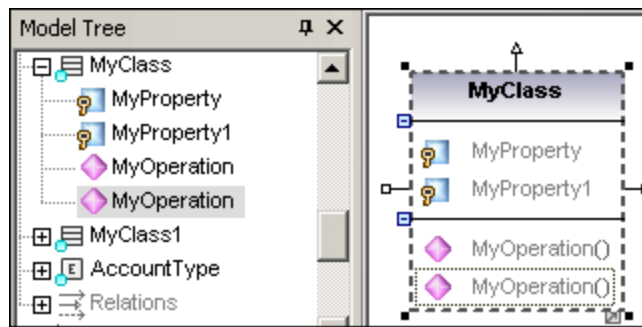 Model Tree
MyClass
MyProperty
MyProperty1
MyOperation
MyOperation
MyClass1
E AccountType
Relations
MyClass
MyProperty
MyProperty1
MyOperation()
MyOperation()